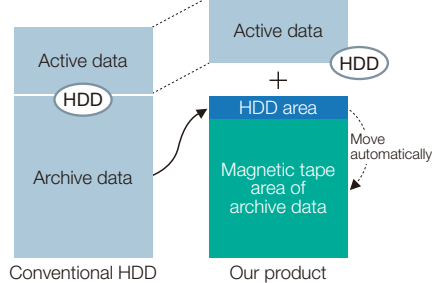 Active data
HDD
Archive data
Conventional HDD
Active data
HDD
+
HDD area
Move
automatically
Magnetic tape
area of
archive data
Our product